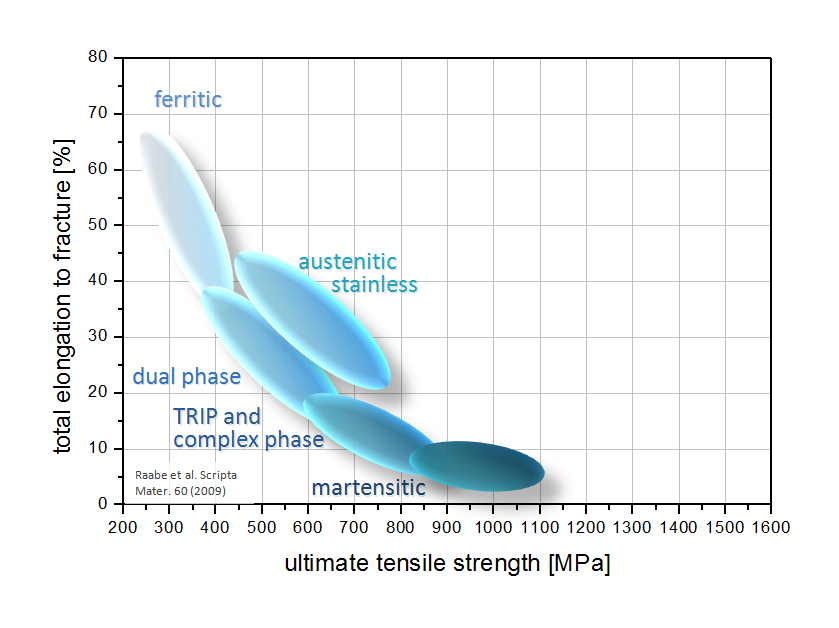 80
ferritic
70
60
50
austenitic
stainless
40
30
dual phase
20
TRIP and
complex phase
10
Raabe et al. Scripta
Mater. 60 (2009)
martensitic
0
total elongation to fracture [%]
200 300 400 500 600 700 800 900 1000 1100 1200 1300 1400 1500 1600
ultimate tensile strength [MPa]